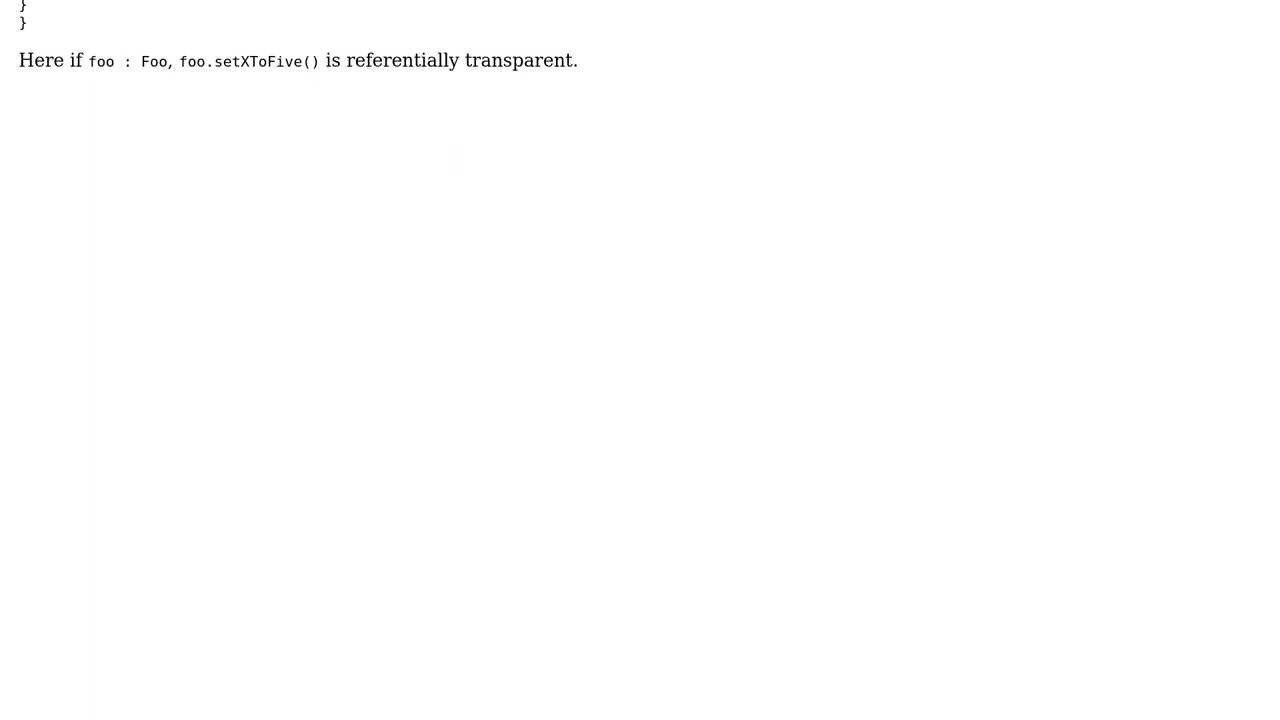 }
}
Here if foo : Foo, foo.setXToFive() is referentially transparent.